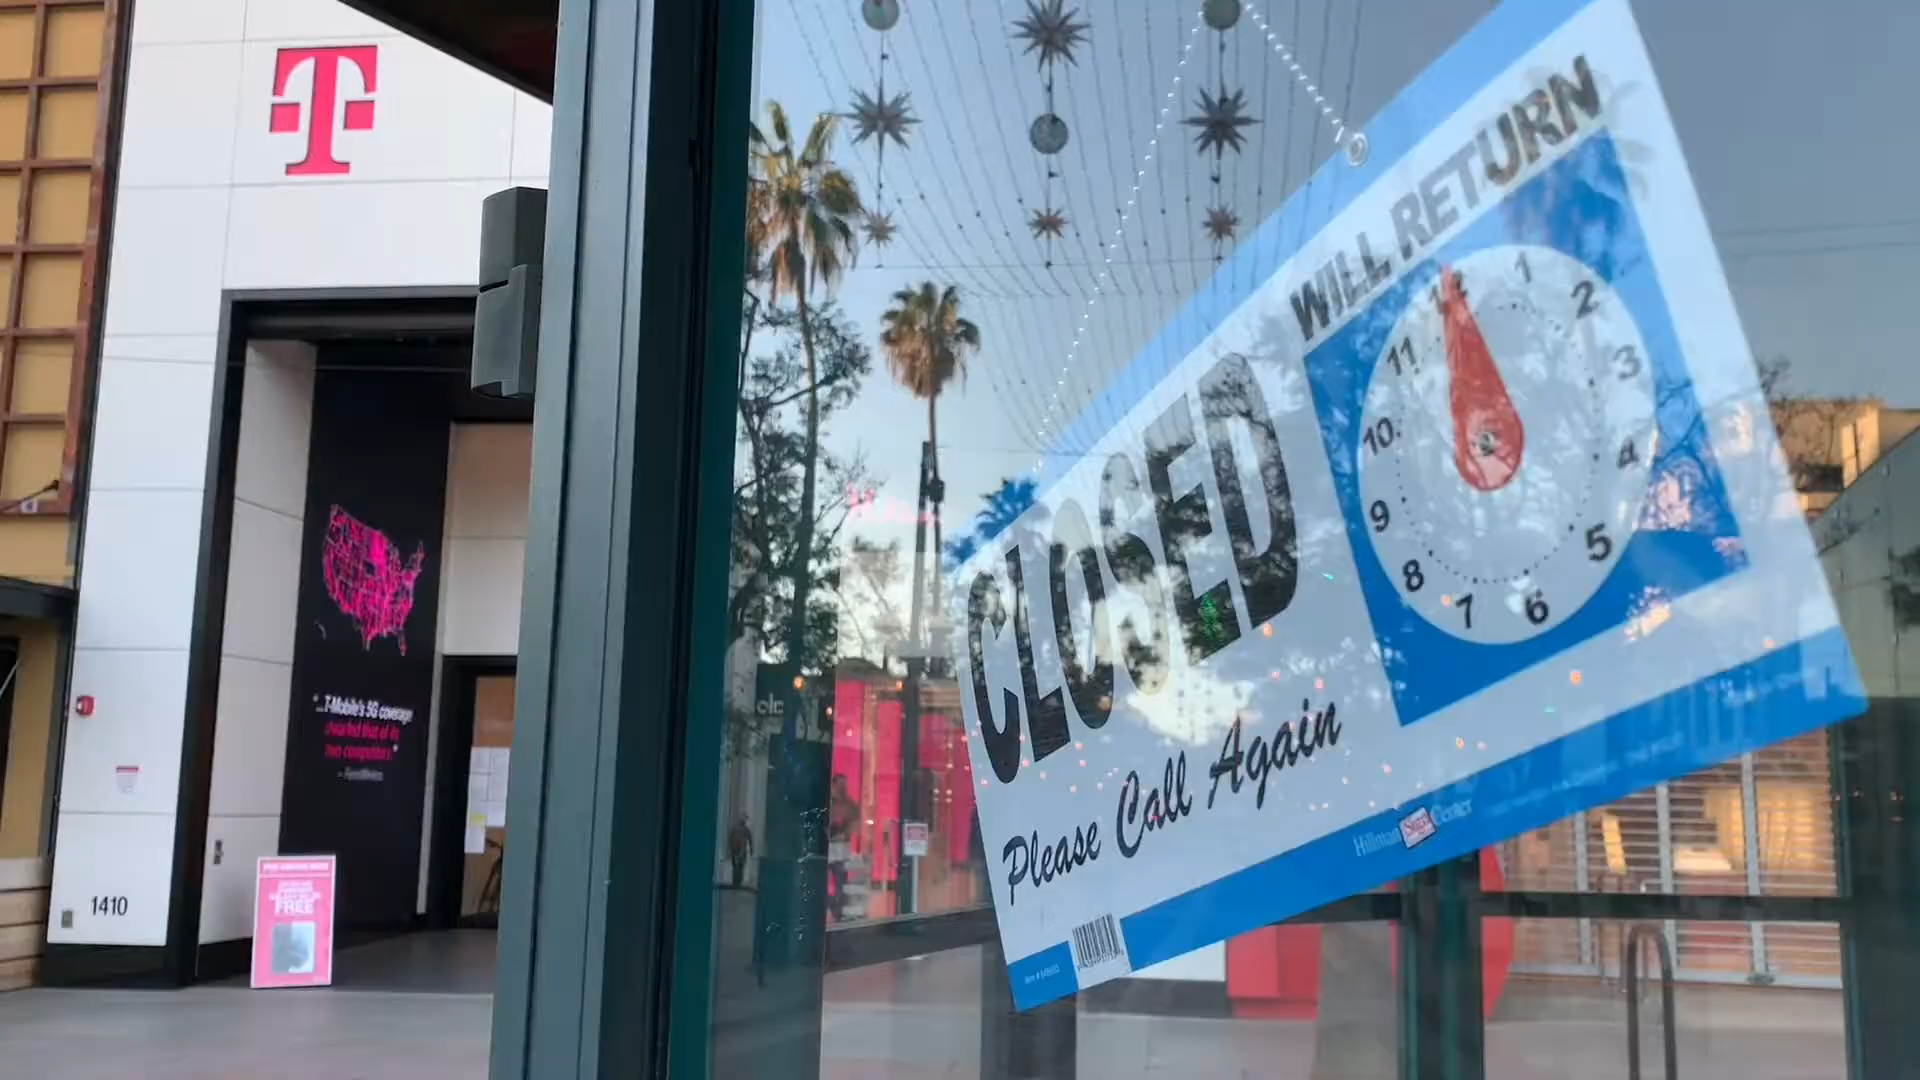 T
"...T-Mobile's 5G coverage
dwarfed that of its
two competitors."
FREE
1410
WILL RETURN
1
2
3
4
5
6
7
8
9
10
11
12
CLOSED
Please Call Again
Hillman Sign Center